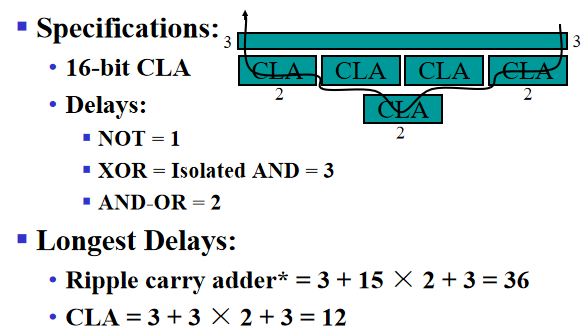 Specifications:
3 3
• 16-bit CLA
CLA CLA CLA CLA
2 2
• Delays:
CLA
2
NOT = 1
XOR = Isolated AND = 3
AND-OR = 2
Longest Delays:
• Ripple carry adder* = 3 + 15 × 2 + 3 = 36
• CLA = 3 + 3 × 2 + 3 = 12